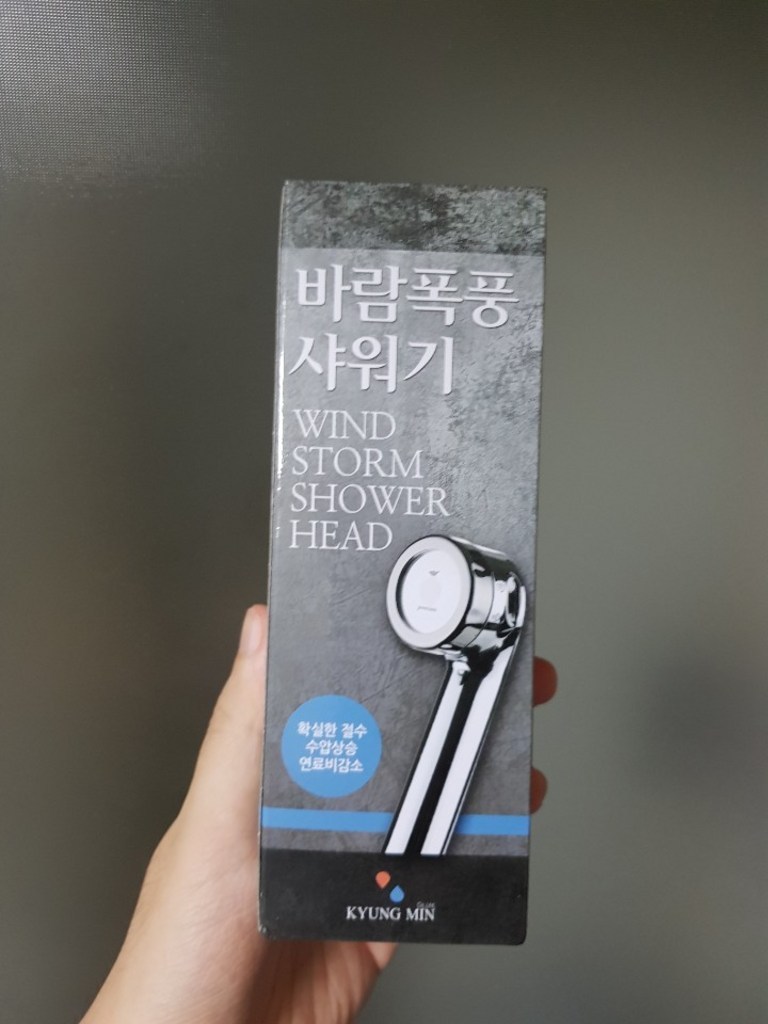 바람폭풍
샤워기
WIND
STORM
SHOWER
HEAD
확실한 절수
수압상승
연료비감소
KYUNG MIN